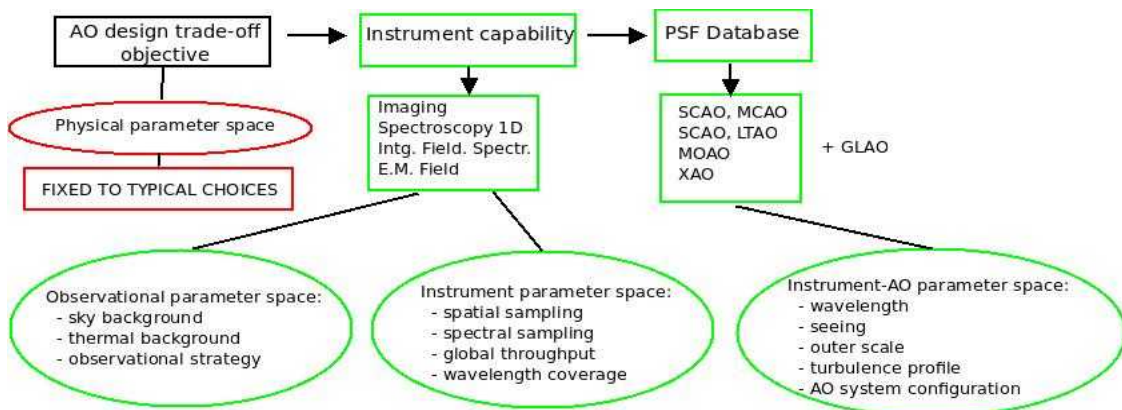 AO design trade-off
objective
Instrument capability
PSF Database
Physical parameter space
FIXED TO TYPICAL CHOICES
Imaging
Spectroscopy 1D
Intg. Field. Spectr.
E.M. Field
SCAO, MCAO
SCAO, LTAO
MOAO
XAO
+ GLAO
Observational parameter space:
- sky background
- thermal background
- observational strategy
Instrument parameter space:
- spatial sampling
- spectral sampling
- global throughput
- wavelength coverage
Instrument-AO parameter space:
- wavelength
- seeing
- outer scale
- turbulence profile
- AO system configuration